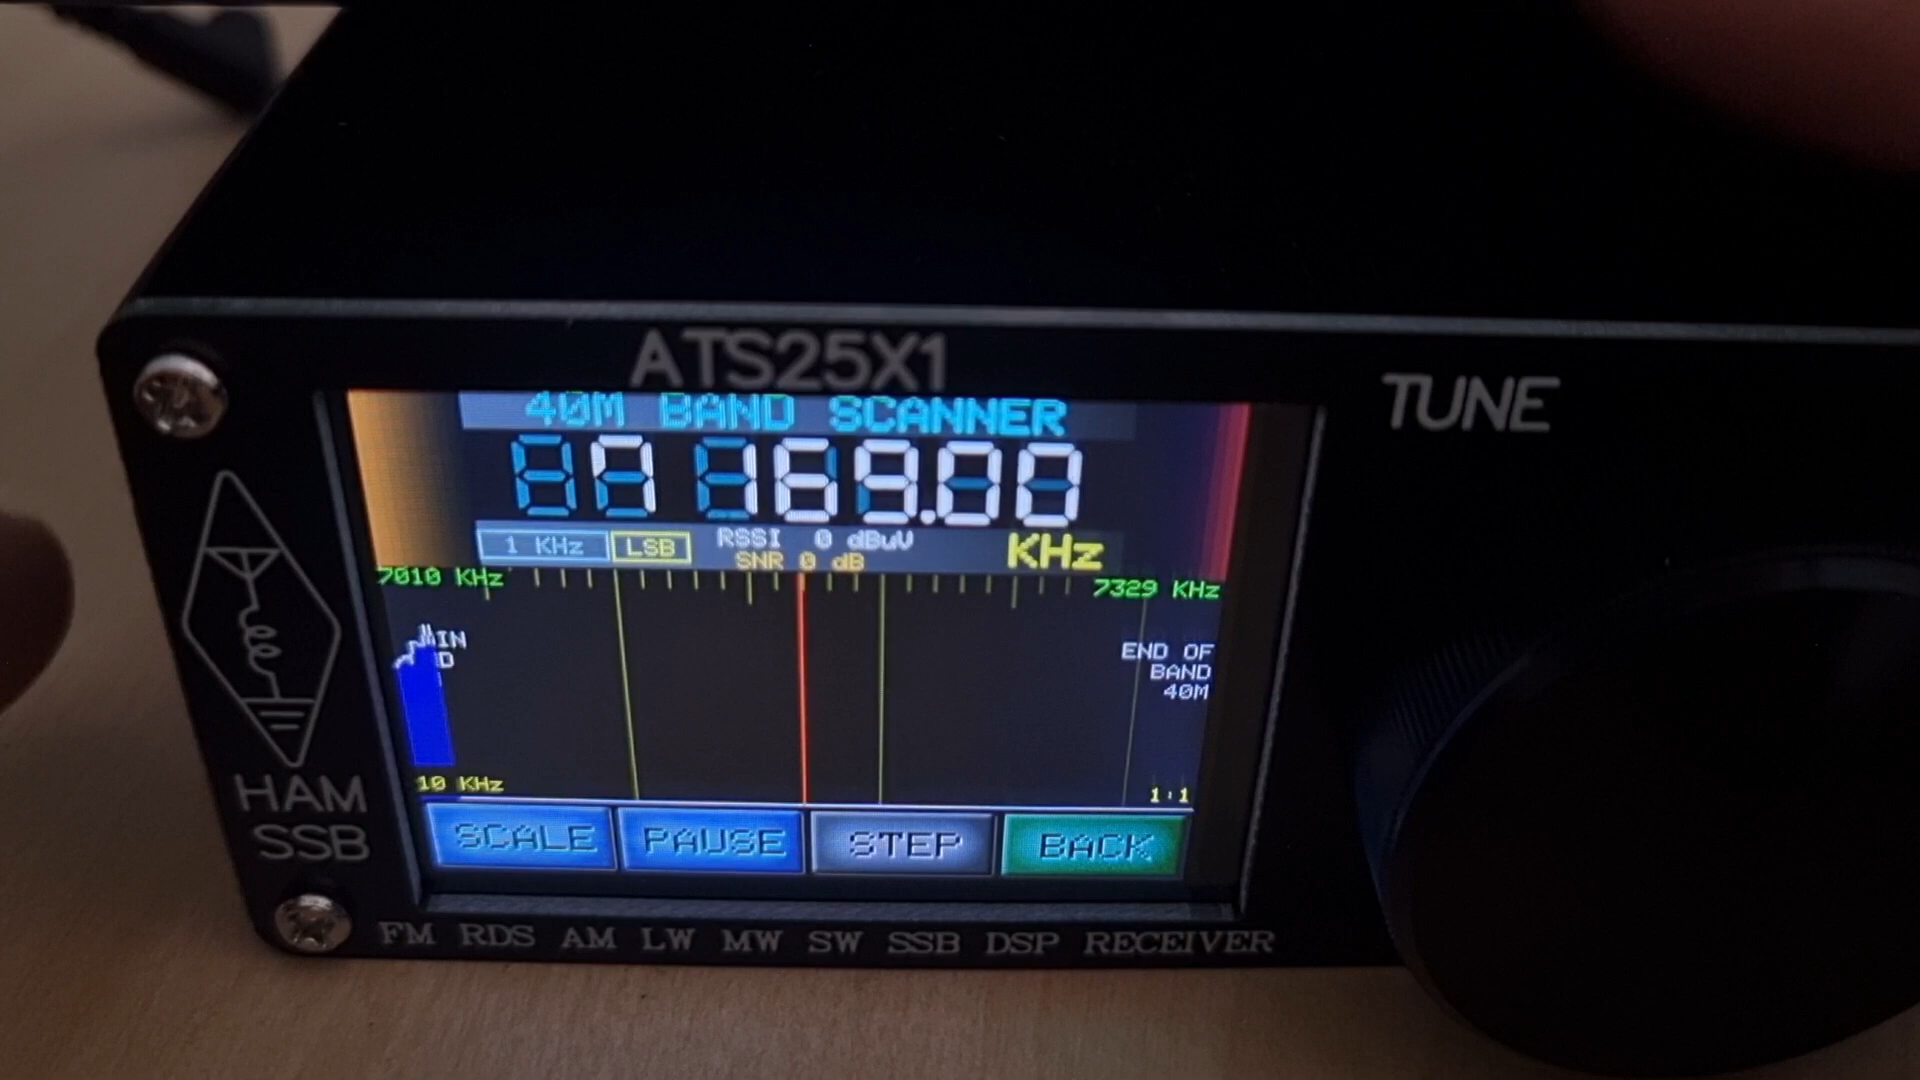 ATS25X1
TUNE
40M BAND SCANNER
7 169.00
1 KHz LSB RSSI 0 dBuV KHz
SNR 0 dB
7010 KHz 7329 KHz
END OF
BAND
40M
10 KHz 1:1
SCALE PAUSE STEP BACK
HAM
SSB
FM RDS AM LW MW SW SSB DSP RECEIVER